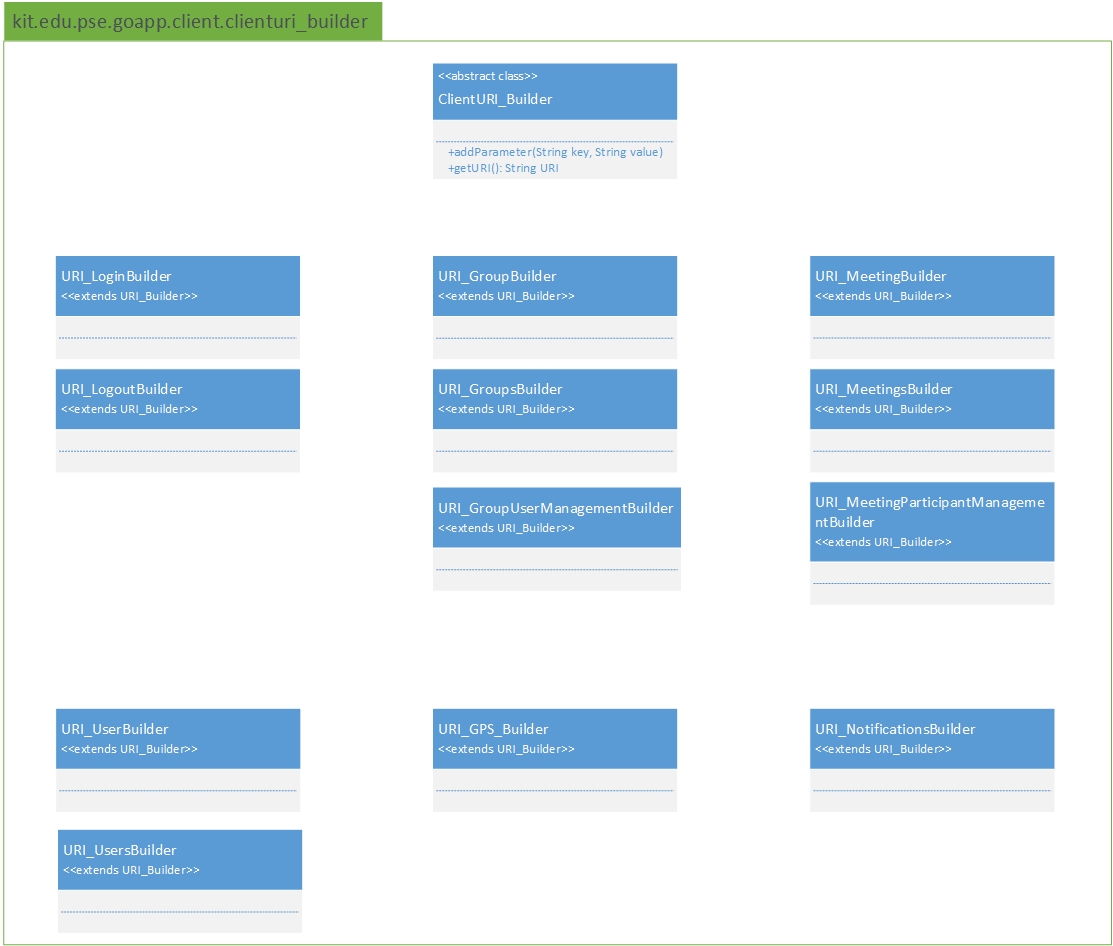 kit.edu.pse.goapp.client.clienturi_builder
<<abstract class>>
ClientURI_Builder
+addParameter(String key, String value)
+getURI(): String URI
URI_LoginBuilder
<<extends URI_Builder>>
URI_GroupBuilder
<<extends URI_Builder>>
URI_MeetingBuilder
<<extends URI_Builder>>
URI_LogoutBuilder
<<extends URI_Builder>>
URI_GroupsBuilder
<<extends URI_Builder>>
URI_MeetingsBuilder
<<extends URI_Builder>>
URI_GroupUserManagementBuilder
<<extends URI_Builder>>
URI_MeetingParticipantManageme
ntBuilder
<<extends URI_Builder>>
URI_UserBuilder
<<extends URI_Builder>>
URI_GPS_Builder
<<extends URI_Builder>>
URI_NotificationsBuilder
<<extends URI_Builder>>
URI_UsersBuilder
<<extends URI_Builder>>